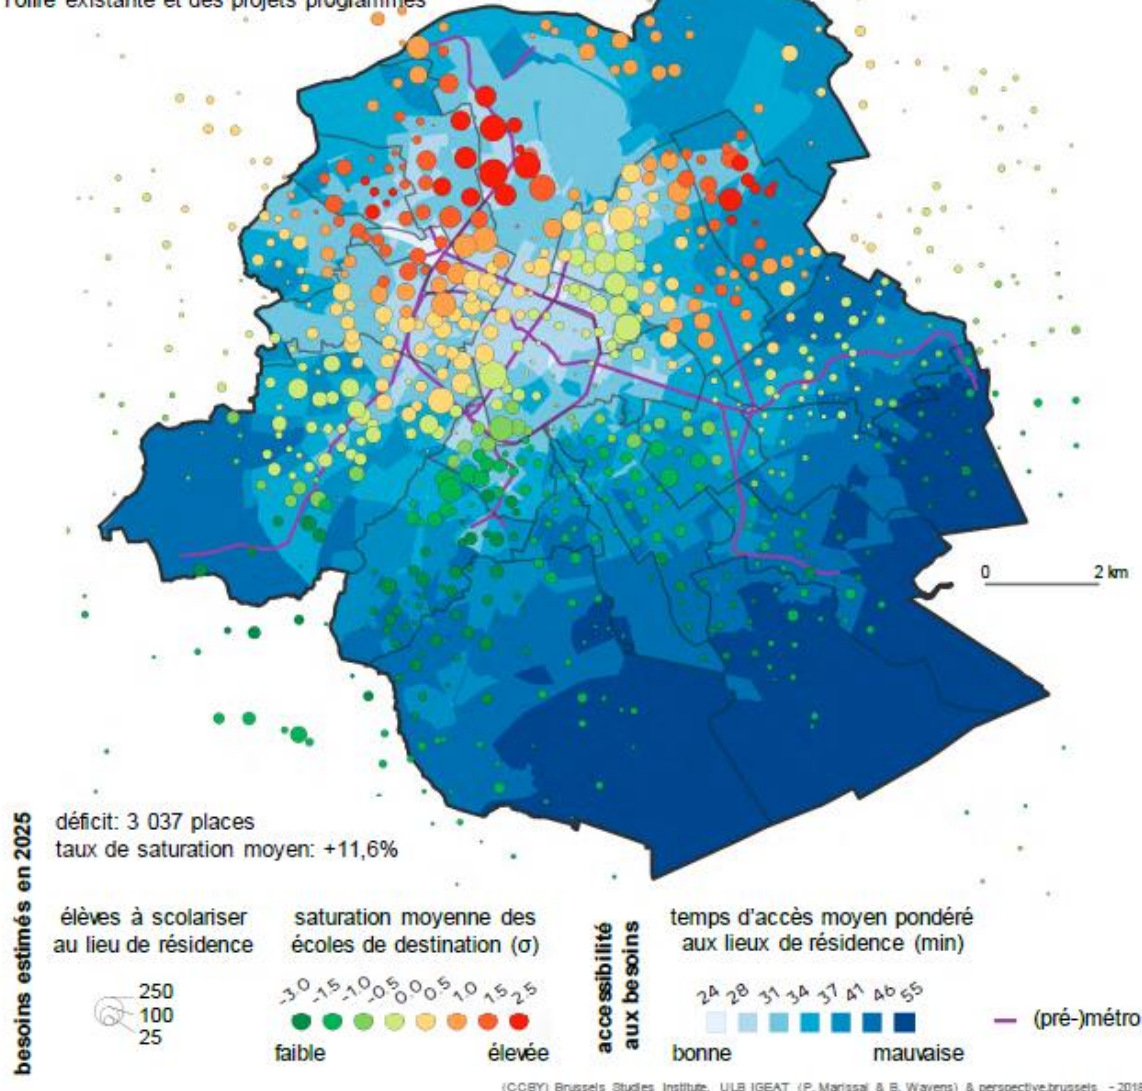 l'offre existante et des projets programmés
0 2 km
besoins estimés en 2025
déficit: 3 037 places
taux de saturation moyen: +11,6%
élèves à scolariser
au lieu de résidence
250
100
25
saturation moyenne des
écoles de destination (σ)
-3.0 -1.5 -1.0 -0.5 0.0 0.5 1.0 1.5 2.5
faible élevée
accessibilité
aux besoins
temps d'accès moyen pondéré
aux lieux de résidence (min)
24 28 31 34 37 41 46 55
bonne mauvaise
(pré-)métro
(CCBY) Brussels Studies Institute, ULB IGEAT (P. Marissal & B. Wayens) & perspective.brussels - 2018